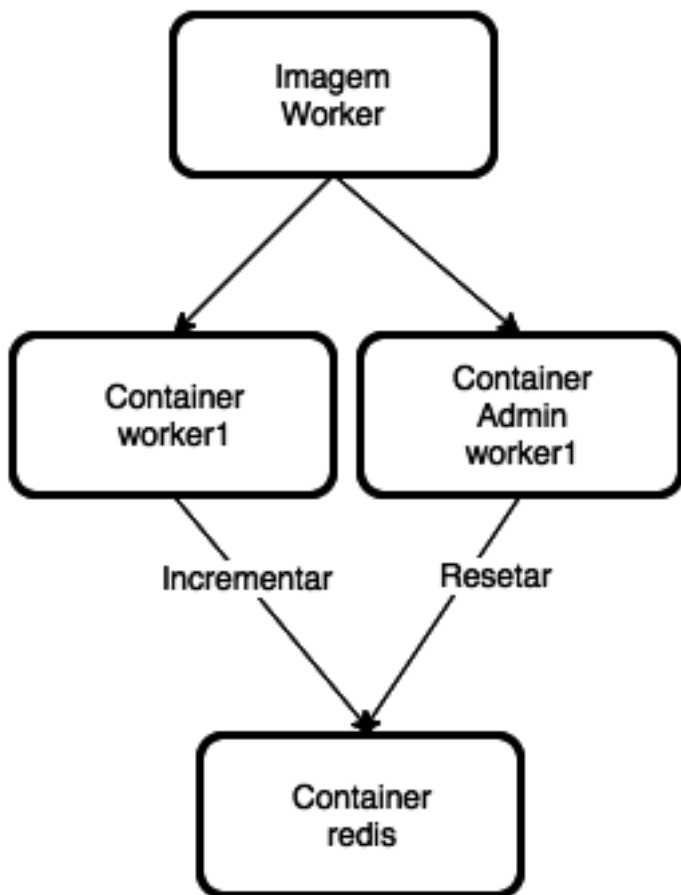 Imagem
Worker
Container
worker1
Container
Admin
worker1
Incrementar
Resetar
Container
redis